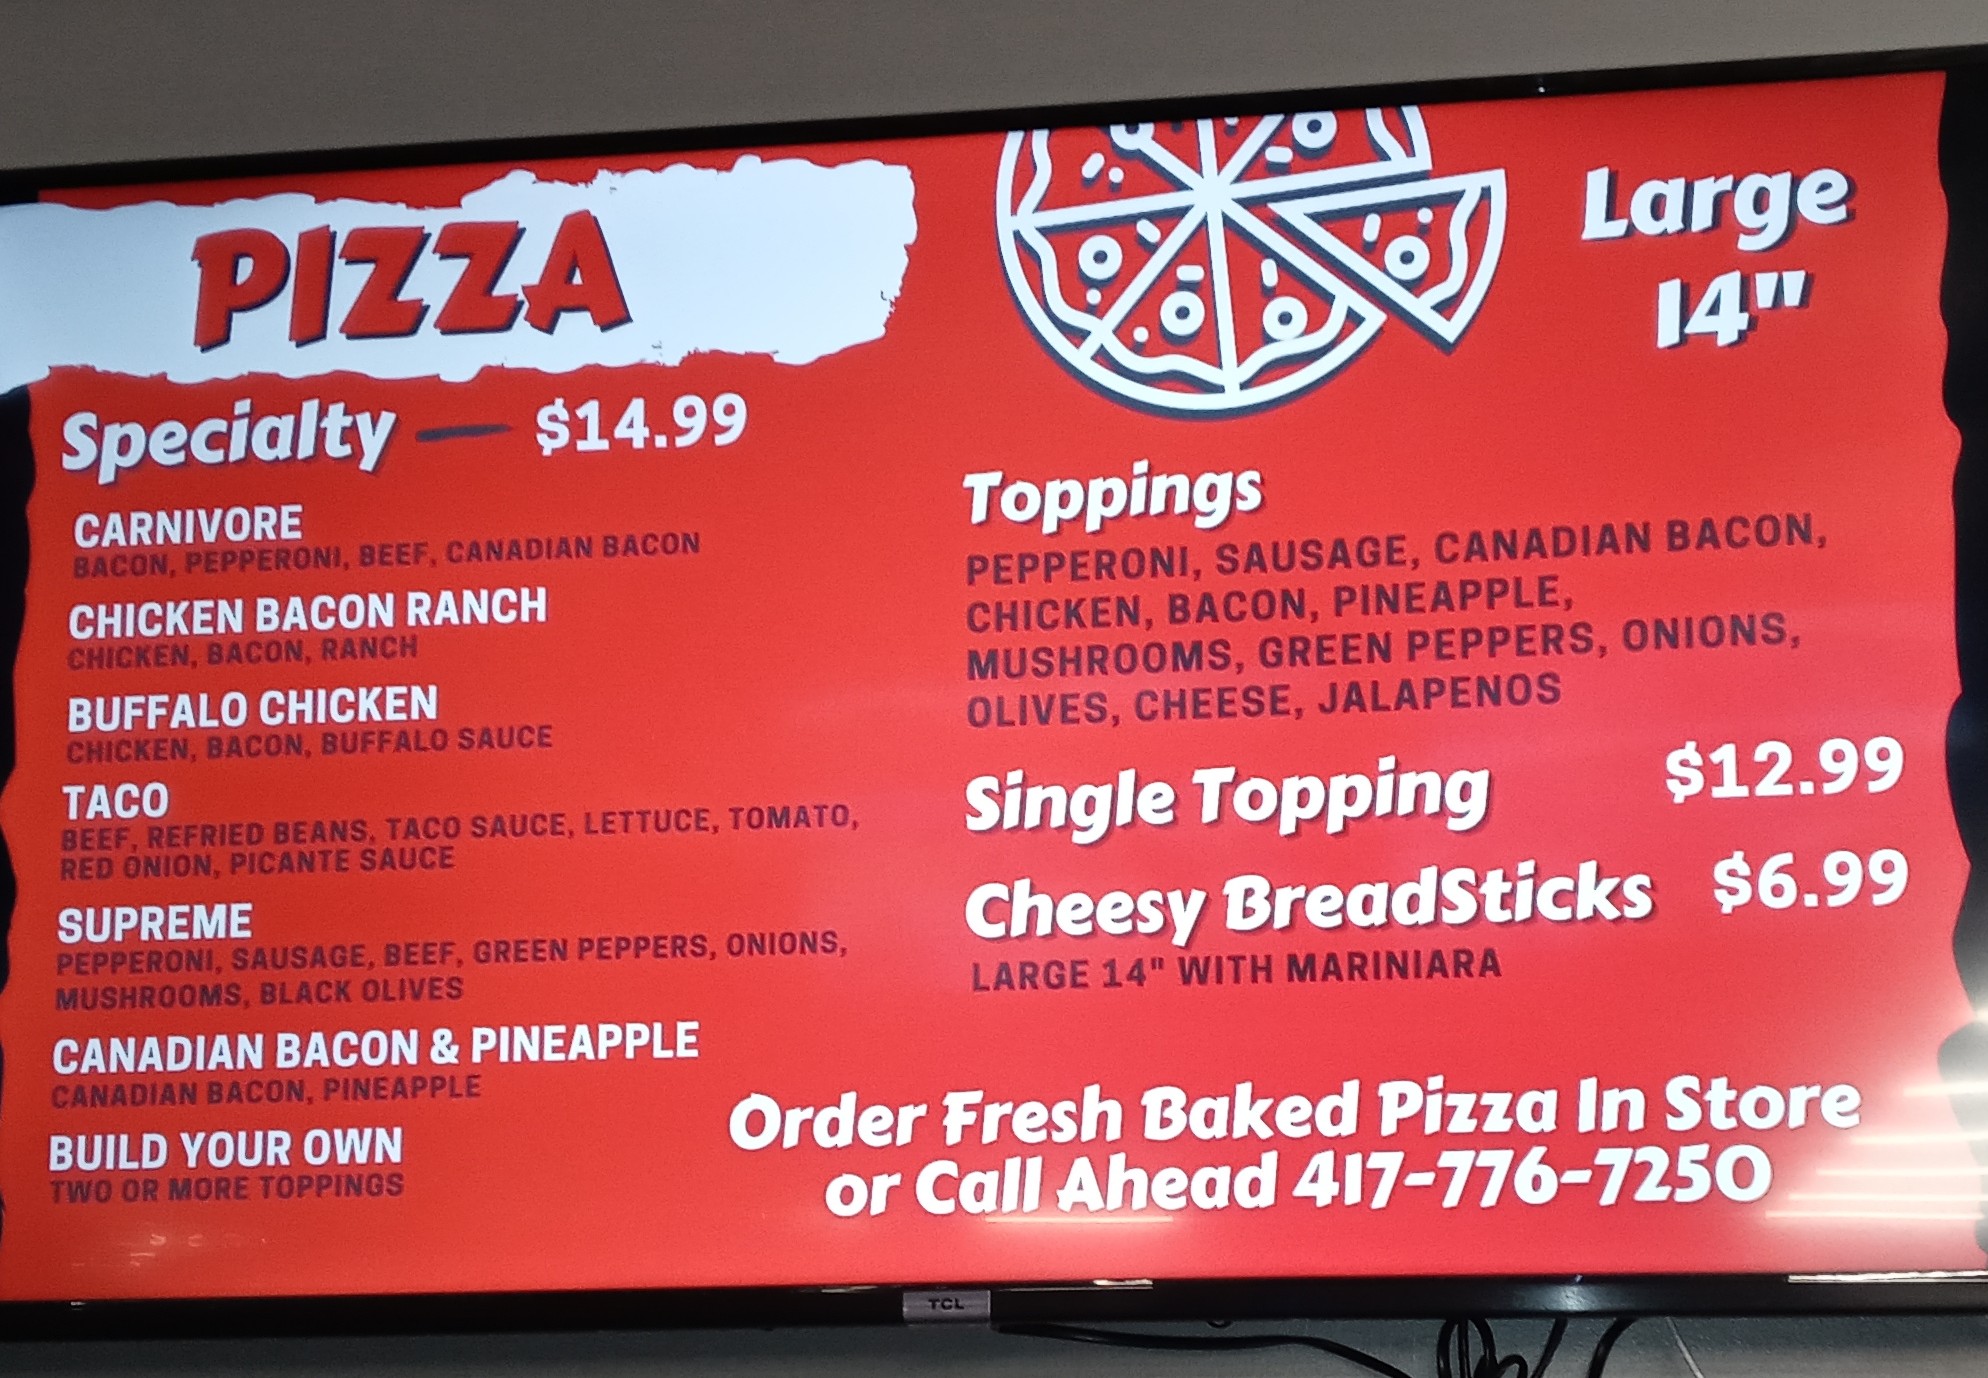 PIZZA
Large
14"
Specialty — $14.99
CARNIVORE
BACON, PEPPERONI, BEEF, CANADIAN BACON
CHICKEN BACON RANCH
CHICKEN, BACON, RANCH
BUFFALO CHICKEN
CHICKEN, BACON, BUFFALO SAUCE
TACO
BEEF, REFRIED BEANS, TACO SAUCE, LETTUCE, TOMATO,
RED ONION, PICANTE SAUCE
SUPREME
PEPPERONI, SAUSAGE, BEEF, GREEN PEPPERS, ONIONS,
MUSHROOMS, BLACK OLIVES
CANADIAN BACON & PINEAPPLE
CANADIAN BACON, PINEAPPLE
BUILD YOUR OWN
TWO OR MORE TOPPINGS
Toppings
PEPPERONI, SAUSAGE, CANADIAN BACON,
CHICKEN, BACON, PINEAPPLE,
MUSHROOMS, GREEN PEPPERS, ONIONS,
OLIVES, CHEESE, JALAPENOS
Single Topping $12.99
Cheesy BreadSticks $6.99
LARGE 14" WITH MARINIARA
Order Fresh Baked Pizza In Store
or Call Ahead 417-776-7250
TCL